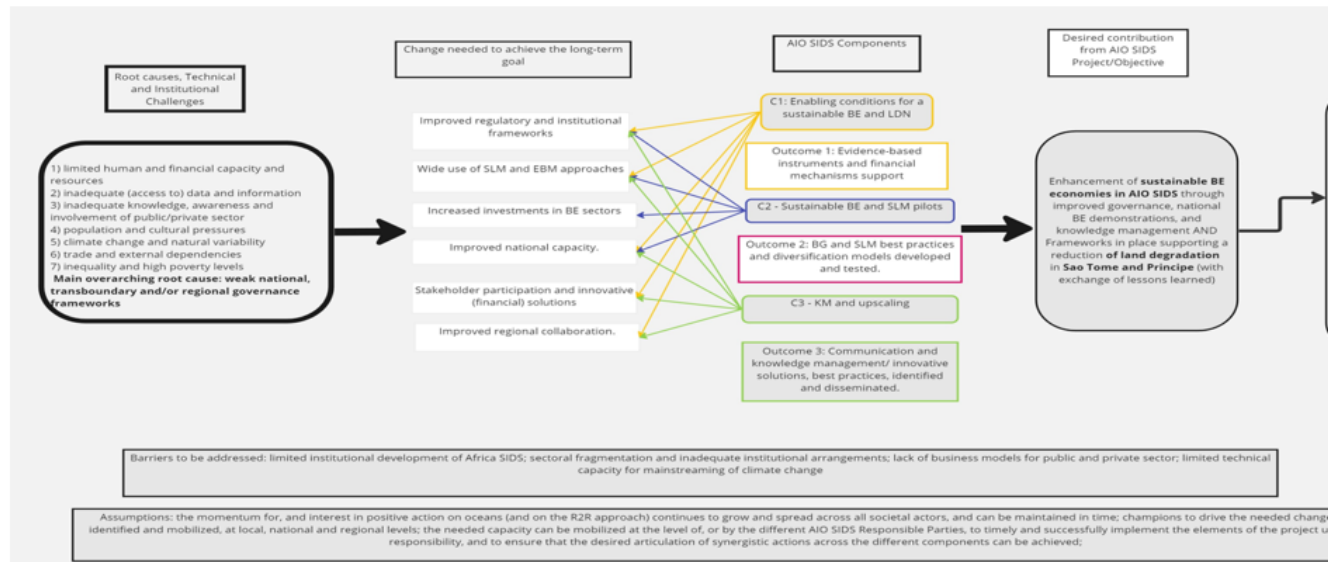 Root causes, Technical
and Institutional
Challenges
1) limited human and financial capacity and
resources
2) inadequate (access to) data and information
3) inadequate knowledge, awareness and
involvement of public/private sector
4) population and cultural pressures
5) climate change and natural variability
6) trade and external dependencies
7) inequality and high poverty levels
Main overarching root cause: weak national,
transboundary and/or regional governance
frameworks
Change needed to achieve the long-term
goal
Improved regulatory and institutional
frameworks
Wide use of SLM and EBM approaches
Increased investments in BE sectors
Improved national capacity.
Stakeholder participation and innovative
(financial) solutions
Improved regional collaboration.
AIO SIDS Components
C1: Enabling conditions for a
sustainable BE and LDN
Outcome 1: Evidence-based
instruments and financial
mechanisms support
C2 - Sustainable BE and SLM pilots
Outcome 2: BG and SLM best practices
and diversification models developed
and tested.
C3 - KM and upscaling
Outcome 3: Communication and
knowledge management/ innovative
solutions, best practices, identified
and disseminated.
Desired contribution
from AIO SIDS
Project/Objective
Enhancement of sustainable BE
economies in AIO SIDS through
improved governance, national
BE demonstrations, and
knowledge management AND
Frameworks in place supporting a
reduction of land degradation
in Sao Tome and Principe (with
exchange of lessons learned)
Barriers to be addressed: limited institutional development of Africa SIDS; sectoral fragmentation and inadequate institutional arrangements; lack of business models for public and private sector; limited technical
capacity for mainstreaming of climate change
Assumptions: the momentum for, and interest in positive action on oceans (and on the R2R approach) continues to grow and spread across all societal actors, and can be maintained in time; champions to drive the needed change
identified and mobilized, at local, national and regional levels; the needed capacity can be mobilized at the level of, or by the different AIO SIDS Responsible Parties, to timely and successfully implement the elements of the project
responsibility, and to ensure that the desired articulation of synergistic actions across the different components can be achieved;